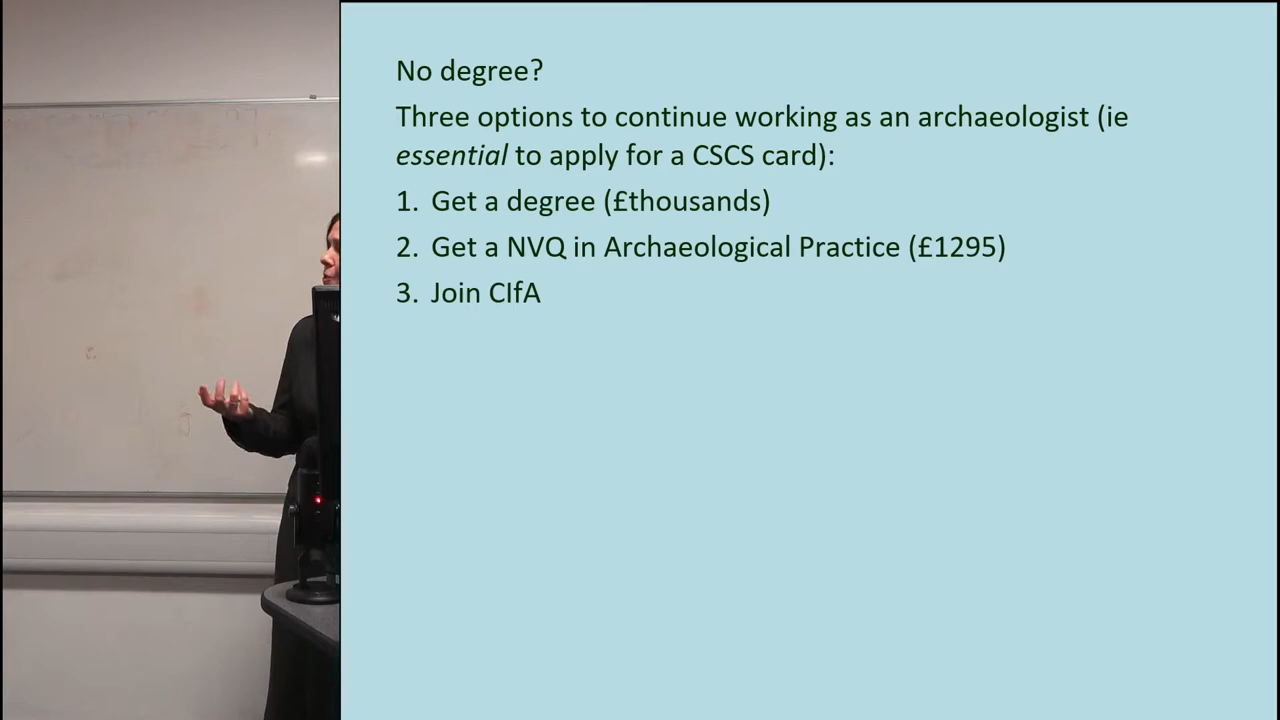 No degree?
Three options to continue working as an archaeologist (ie
essential to apply for a CSCS card):
1. Get a degree (£thousands)
2. Get a NVQ in Archaeological Practice (£1295)
3. Join CIfA